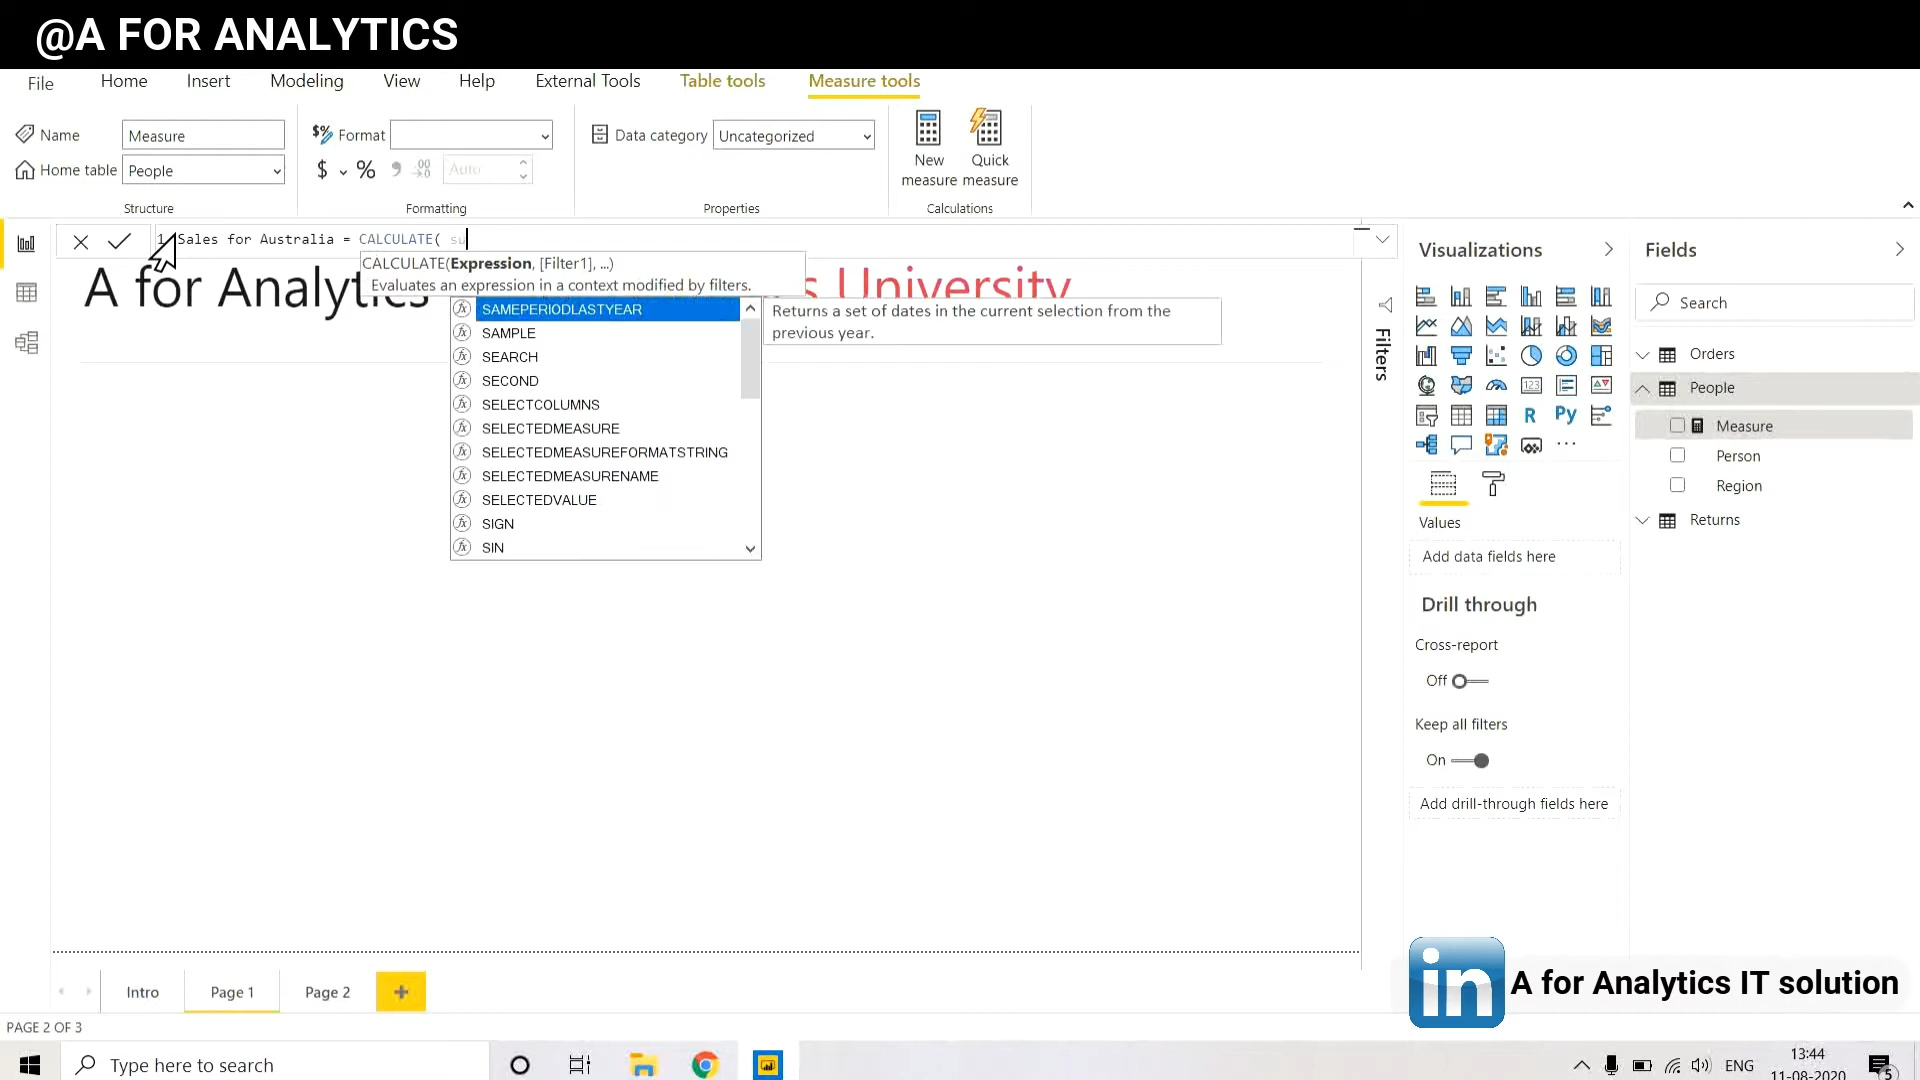 @A FOR ANALYTICS
File Home Insert Modeling View Help External Tools Table tools Measure tools
Name Measure $% Format Data category Uncategorized New measure Quick measure
Home table People $ % Auto
Structure Formatting Properties Calculations
1 Sales for Australia = CALCULATE( su
CALCULATE(Expression, [Filter1], ...)
Evaluates an expression in a context modified by filters.
A for Analytics s University
SAMEPERIODLASTYEAR
SAMPLE
SEARCH
SECOND
SELECTCOLUMNS
SELECTEDMEASURE
SELECTEDMEASUREFORMATSTRING
SELECTEDMEASURENAME
SELECTEDVALUE
SIGN
SIN
Returns a set of dates in the current selection from the
previous year.
Filters
Visualizations
123
R Py
Values
Add data fields here
Drill through
Cross-report
Off
Keep all filters
On
Add drill-through fields here
Fields
Search
Orders
People
Measure
Person
Region
Returns
in A for Analytics IT solution
Intro Page 1 Page 2 +
PAGE 2 OF 3
Type here to search
ENG
13:44
11-08-2020
5